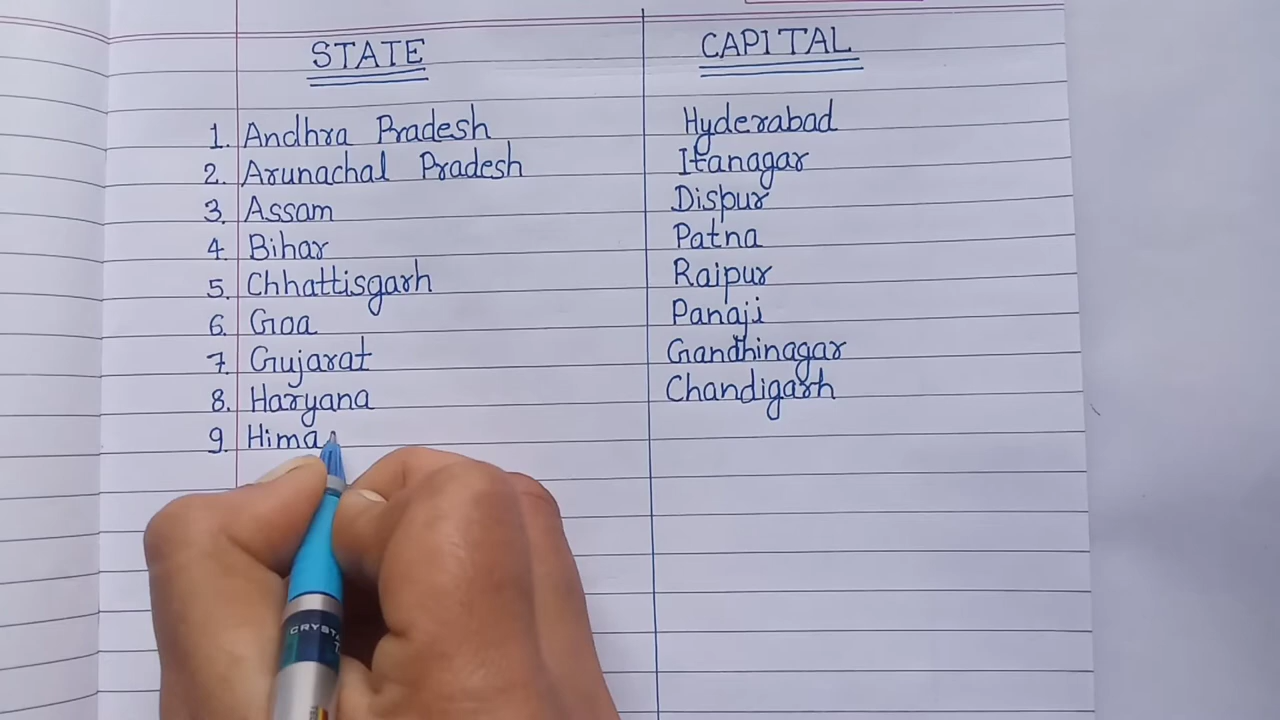 STATE CAPITAL
1. Andhra Pradesh Hyderabad
2. Arunachal Pradesh Itanagar
3. Assam Dispur
4. Bihar Patna
5. Chhattisgarh Raipur
6. Goa Panaji
7. Gujarat Gandhinagar
8. Haryana Chandigarh
9. Hima